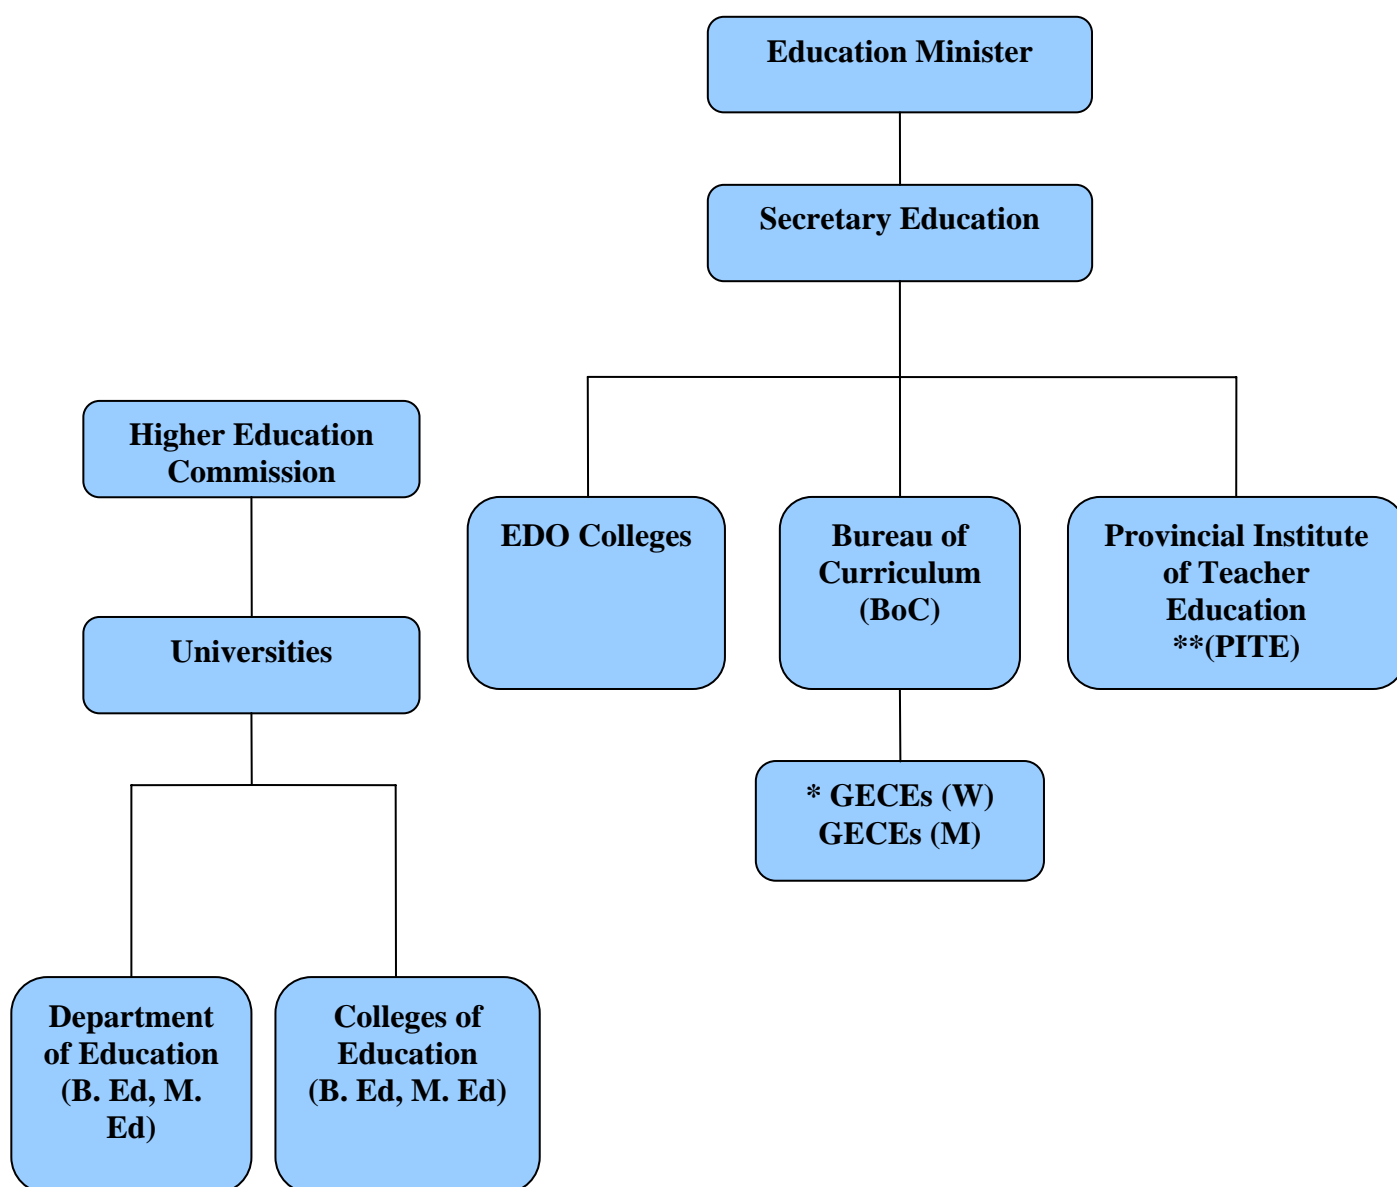 Education Minister
Secretary Education
Higher Education
Commission
EDO Colleges
Bureau of
Curriculum
(BoC)
Provincial Institute
of Teacher
Education
**(PITE)
Universities
* GECEs (W)
GECEs (M)
Department
of Education
(B. Ed, M.
Ed)
Colleges of
Education
(B. Ed, M. Ed)